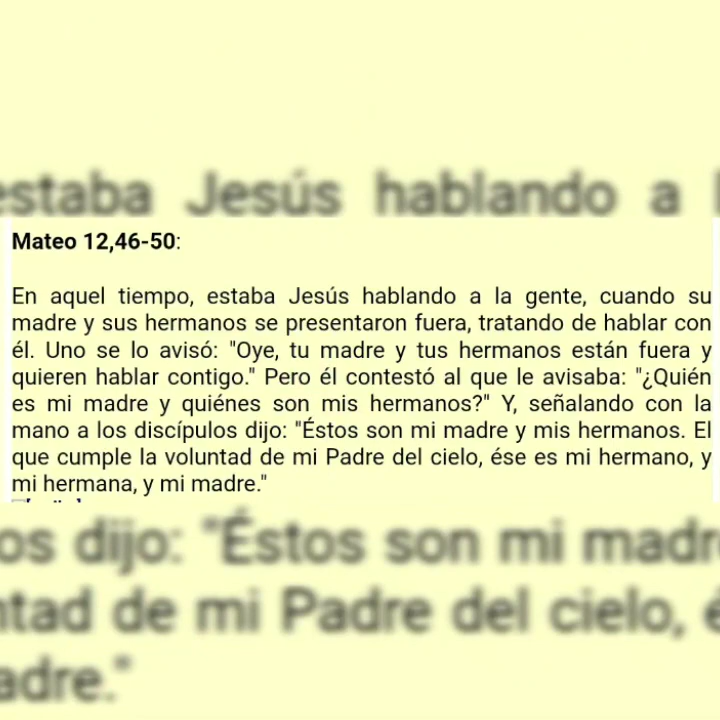 estaba Jesús hablando a
Mateo 12,46-50:
En aquel tiempo, estaba Jesús hablando a la gente, cuando su
madre y sus hermanos se presentaron fuera, tratando de hablar con
él. Uno se lo avisó: "Oye, tu madre y tus hermanos están fuera y
quieren hablar contigo." Pero él contestó al que le avisaba: "¿Quién
es mi madre y quiénes son mis hermanos?" Y, señalando con la
mano a los discípulos dijo: "Éstos son mi madre y mis hermanos. El
que cumple la voluntad de mi Padre del cielo, ése es mi hermano, y
mi hermana, y mi madre."
os dijo: "Éstos son mi madr
ntad de mi Padre del cielo, é
adre."